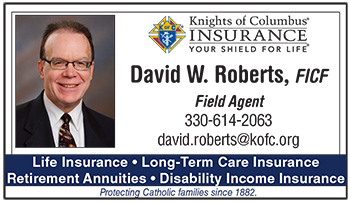 Knights of Columbus®
INSURANCE
YOUR SHIELD FOR LIFE®
David W. Roberts, FICF
Field Agent
330-614-2063
david.roberts@kofc.org
Life Insurance • Long-Term Care Insurance
Retirement Annuities • Disability Income Insurance
Protecting Catholic families since 1882.